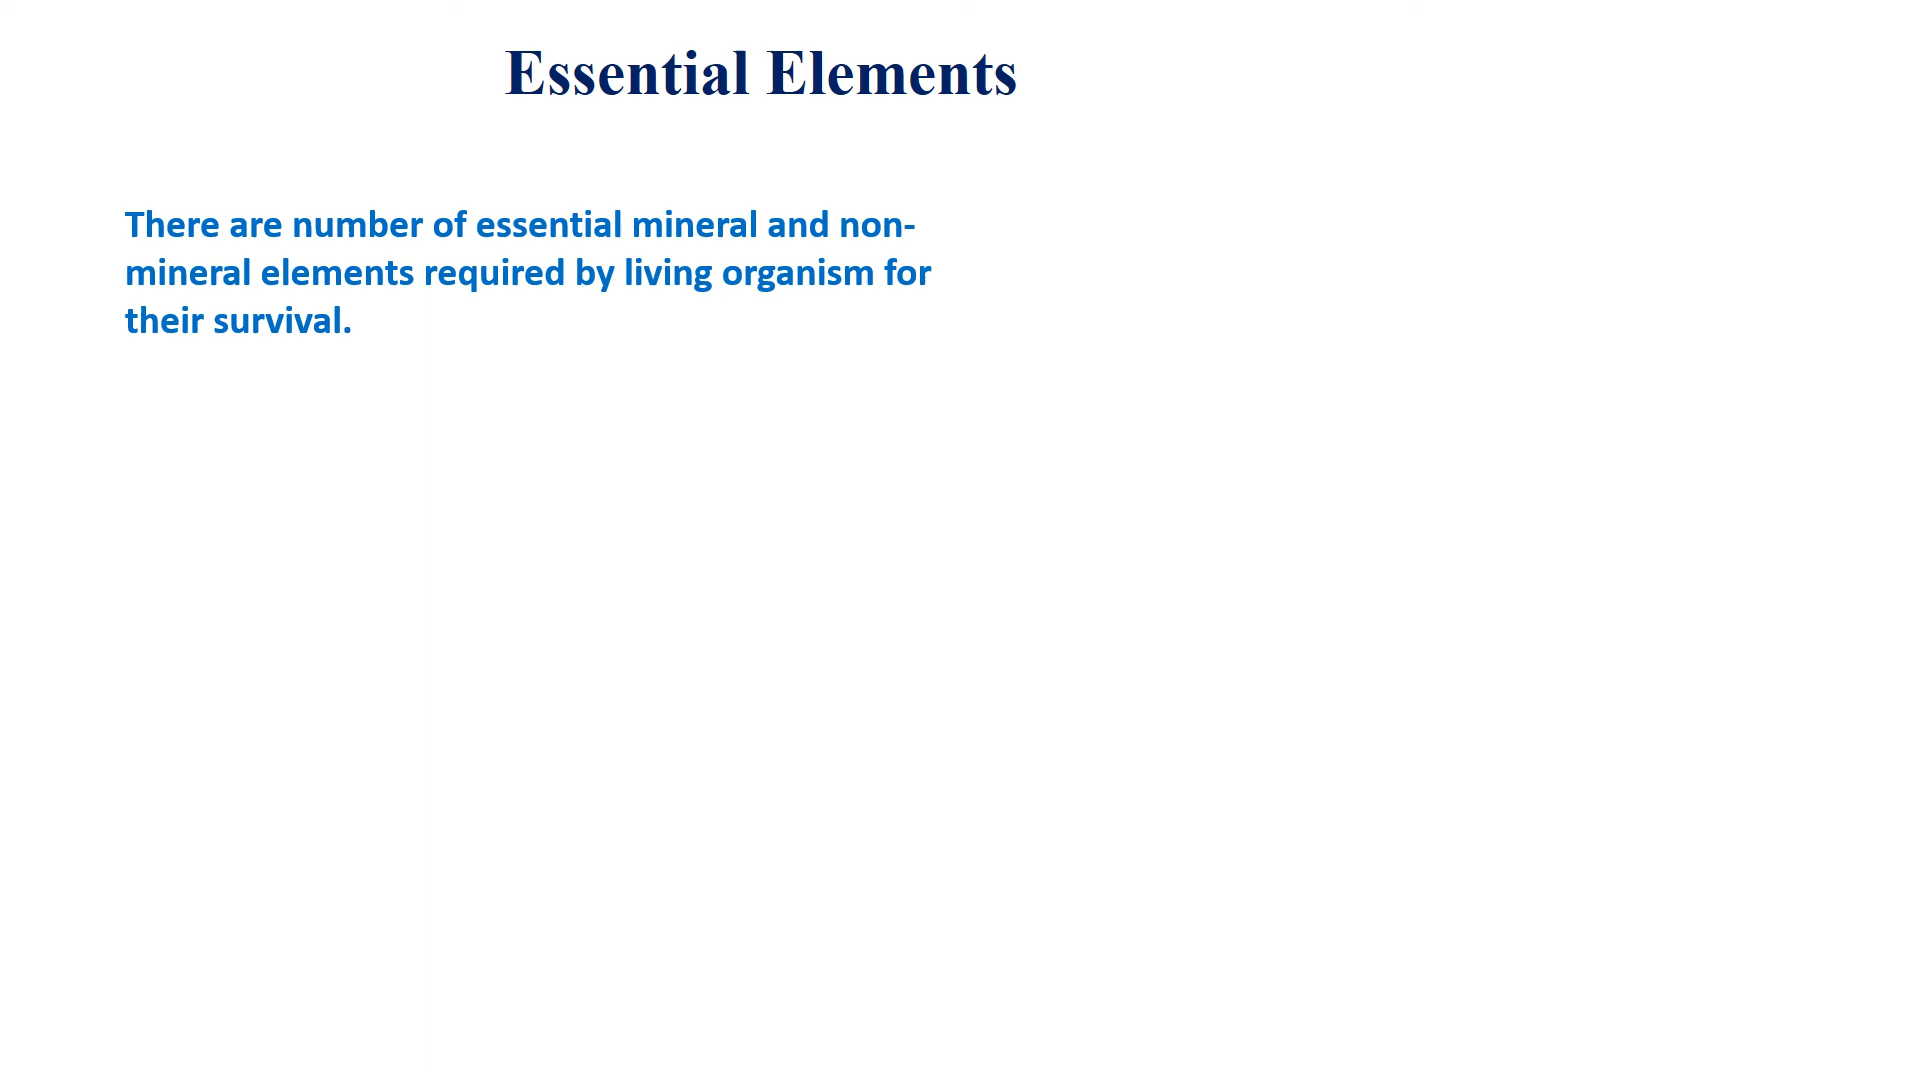 Essential Elements
There are number of essential mineral and non-
mineral elements required by living organism for
their survival.